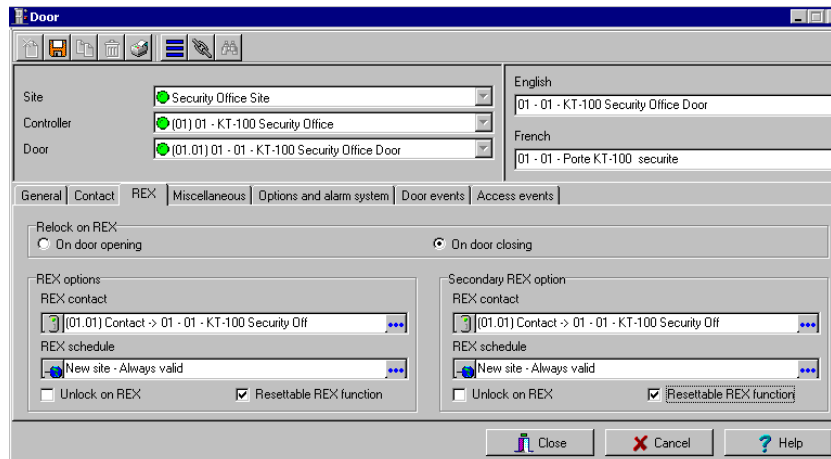 Door
Site
Security Office Site
Controller
(01) 01 - KT-100 Security Office
Door
(01.01) 01 - 01 - KT-100 Security Office Door
English
01 - 01 - KT-100 Security Office Door
French
01 - 01 - Porte KT-100 securite
General Contact REX Miscellaneous Options and alarm system Door events Access events
Relock on REX
On door opening On door closing
REX options
REX contact
(01.01) Contact -> 01 - 01 - KT-100 Security Off
REX schedule
New site - Always valid
Unlock on REX Resettable REX function
Secondary REX option
REX contact
(01.01) Contact -> 01 - 01 - KT-100 Security Off
REX schedule
New site - Always valid
Unlock on REX Resettable REX function
Close Cancel Help